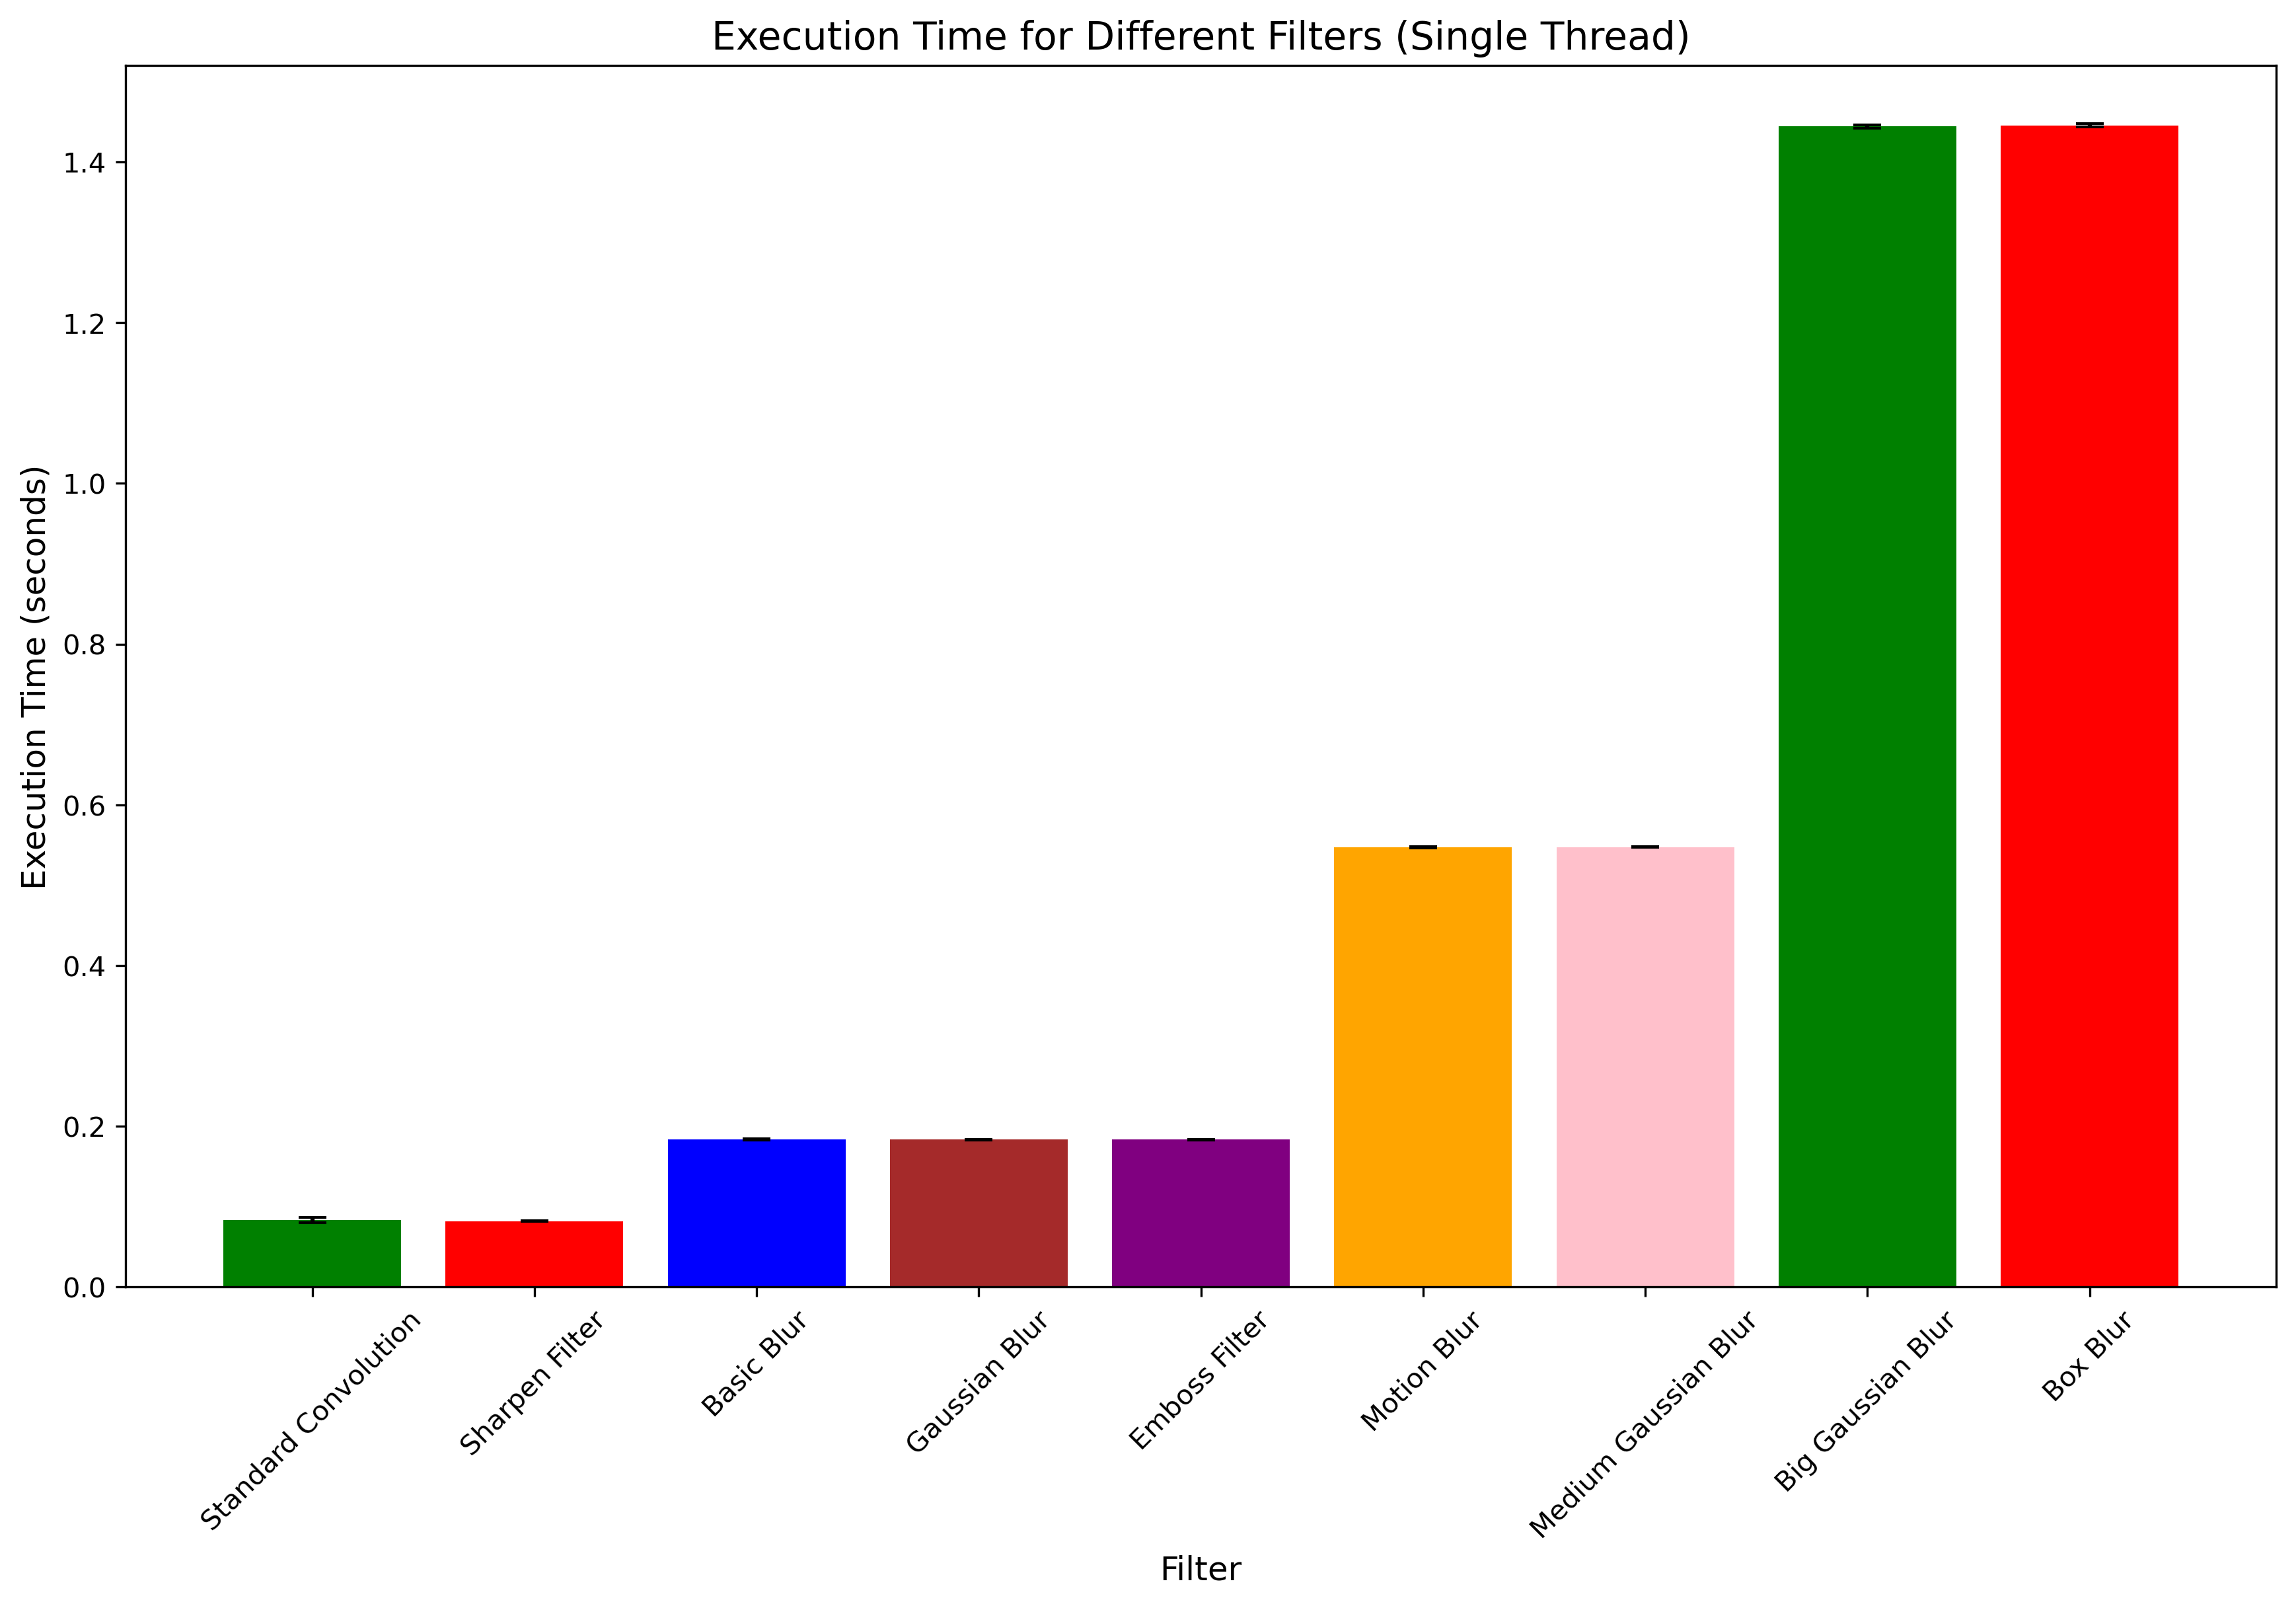 Execution Time for Different Filters (Single Thread)
Execution Time (seconds)
1.4
1.2
1.0
0.8
0.6
0.4
0.2
0.0
Standard Convolution
Sharpen Filter
Basic Blur
Gaussian Blur
Emboss Filter
Motion Blur
Medium Gaussian Blur
Big Gaussian Blur
Box Blur
Filter